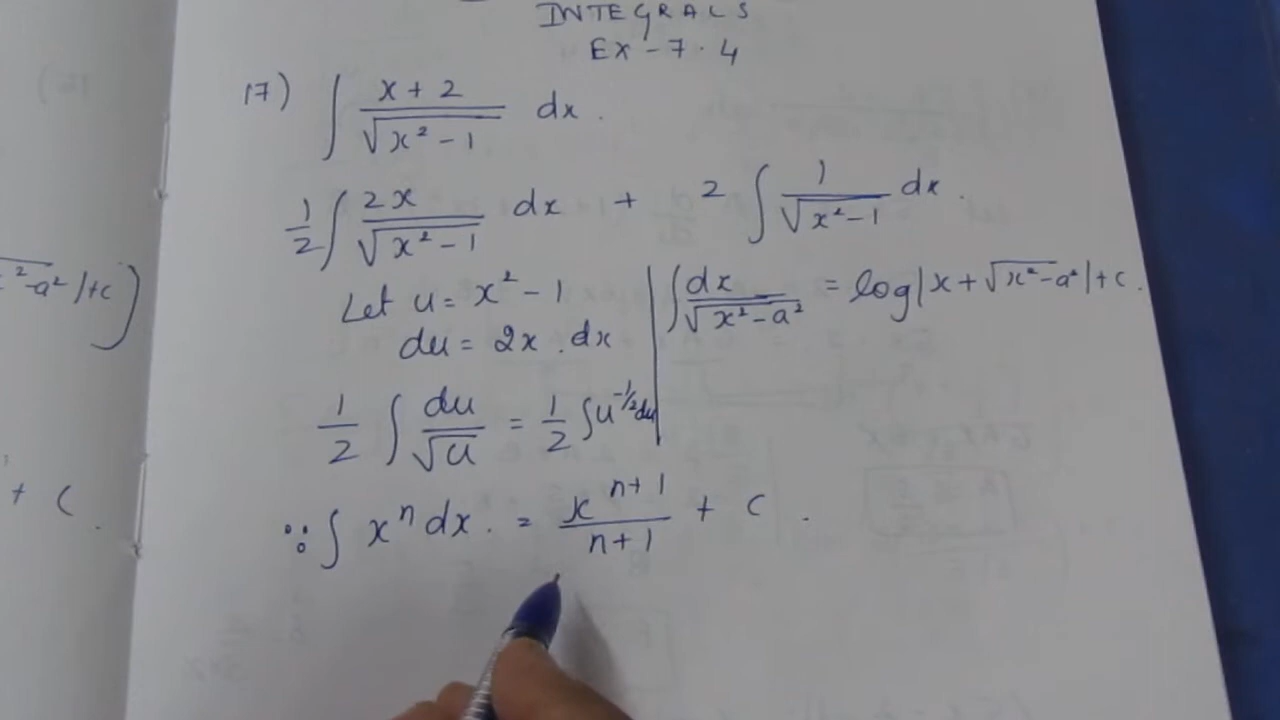 INTEGRALS
EX - 7.4
17) ∫ (x + 2)/√(x² - 1) dx.
1/2 ∫ 2x/√(x² - 1) dx + 2 ∫ 1/√(x² - 1) dx.
Let u = x² - 1
∫ dx/√(x² - a²) = log|x + √(x² - a²)| + c.
du = 2x . dx
1/2 ∫ du/√u = 1/2 ∫ u^(-1/2) du
∵ ∫ xⁿ dx. = x^(n+1)/(n+1) + c .
² - a² | + c)
+ c .